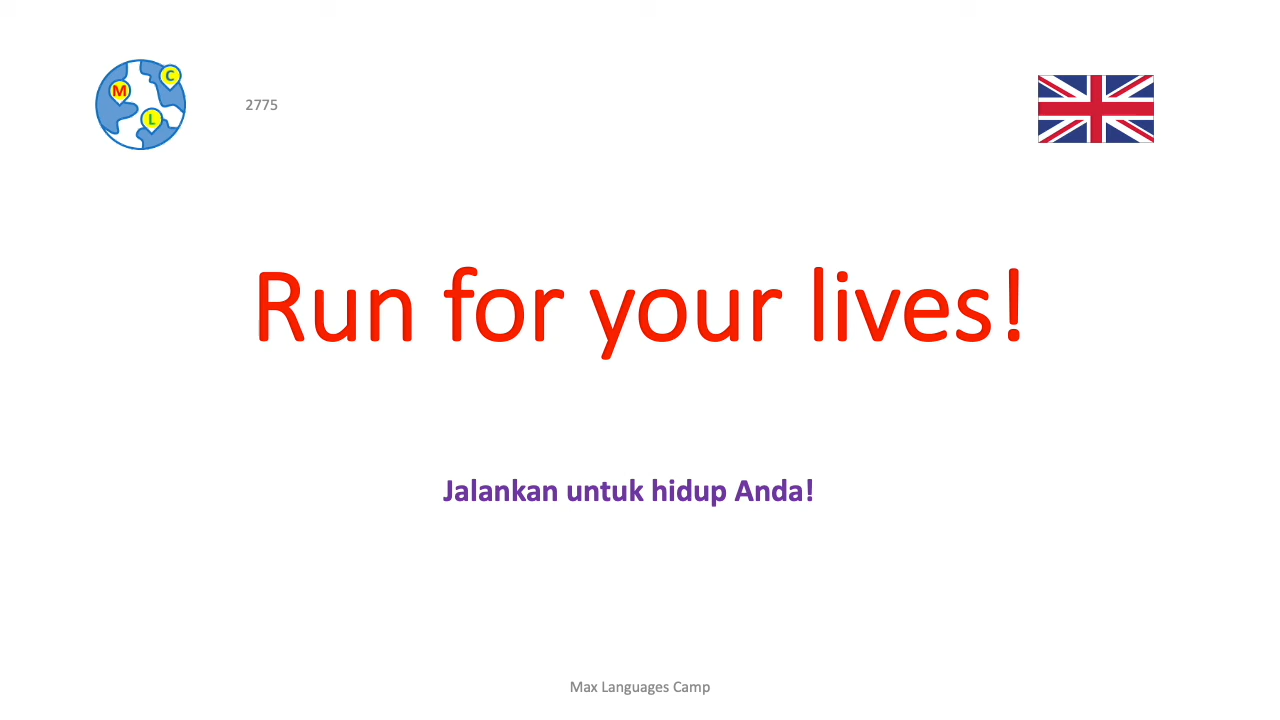 M
C
L
2775
Run for your lives!
Jalankan untuk hidup Anda!
Max Languages Camp